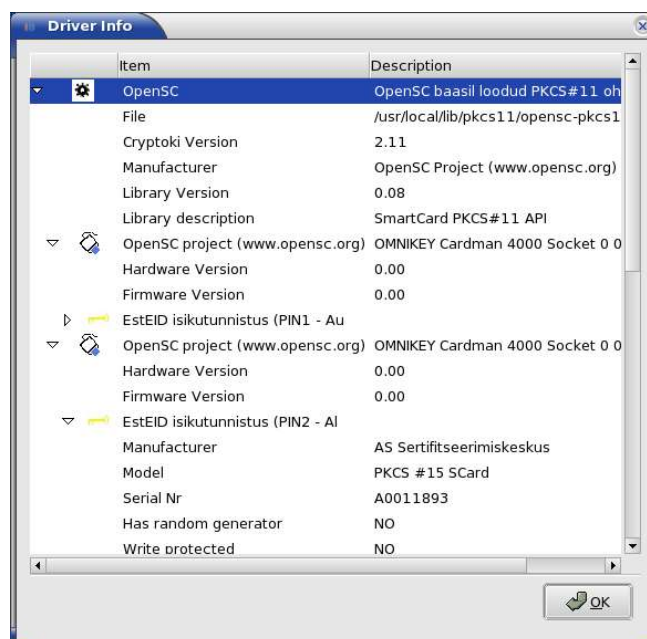 Driver Info
Item Description
OpenSC OpenSC baasil loodud PKCS#11 oh
File /usr/local/lib/pkcs11/opensc-pkcs1
Cryptoki Version 2.11
Manufacturer OpenSC Project (www.opensc.org)
Library Version 0.08
Library description SmartCard PKCS#11 API
OpenSC project (www.opensc.org) OMNIKEY Cardman 4000 Socket 0 0
Hardware Version 0.00
Firmware Version 0.00
EstEID isikutunnistus (PIN1 - Au
OpenSC project (www.opensc.org) OMNIKEY Cardman 4000 Socket 0 0
Hardware Version 0.00
Firmware Version 0.00
EstEID isikutunnistus (PIN2 - Al
Manufacturer AS Sertifitseerimiskeskus
Model PKCS #15 SCard
Serial Nr A0011893
Has random generator NO
Write protected NO
OK